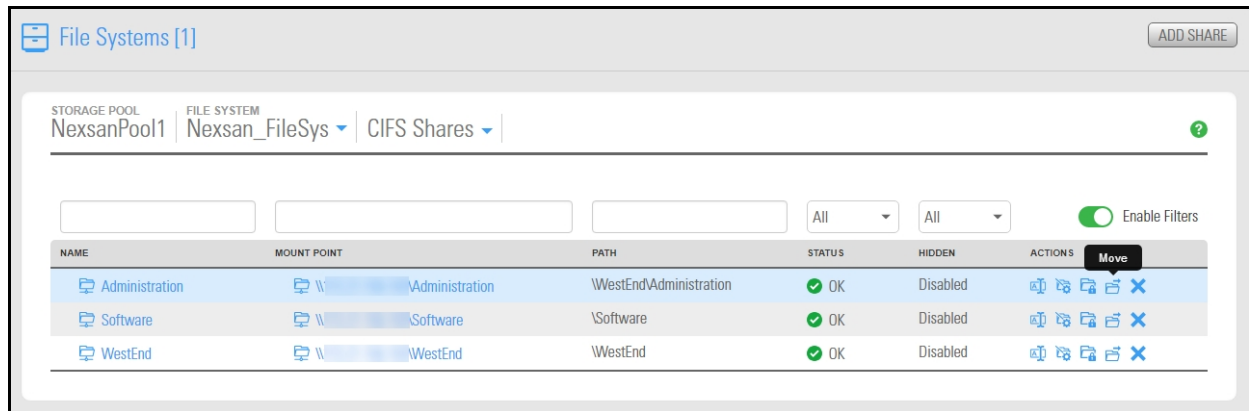 File Systems [1]
ADD SHARE
STORAGE POOL FILE SYSTEM
NexsanPool1 Nexsan_FileSys CIFS Shares
?
All All Enable Filters
NAME MOUNT POINT PATH STATUS HIDDEN ACTIONS Move
Administration \\ \Administration \WestEnd\Administration OK Disabled
Software \\ \Software \Software OK Disabled
WestEnd \\ \WestEnd \WestEnd OK Disabled